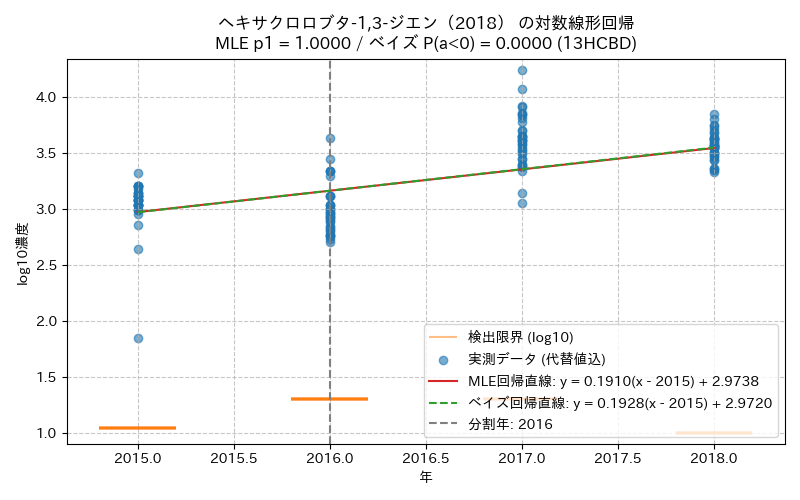 ヘキサクロロブタ-1,3-ジエン（2018） の対数線形回帰
MLE p1 = 1.0000 / ベイズ P(a<0) = 0.0000 (13HCBD)
4.0
3.5
3.0
2.5
2.0
1.5
1.0
log10濃度
検出限界 (log10)
実測データ (代替値込)
MLE回帰直線: y = 0.1910(x - 2015) + 2.9738
ベイズ回帰直線: y = 0.1928(x - 2015) + 2.9720
分割年: 2016
2015.0 2015.5 2016.0 2016.5 2017.0 2017.5 2018.0
年